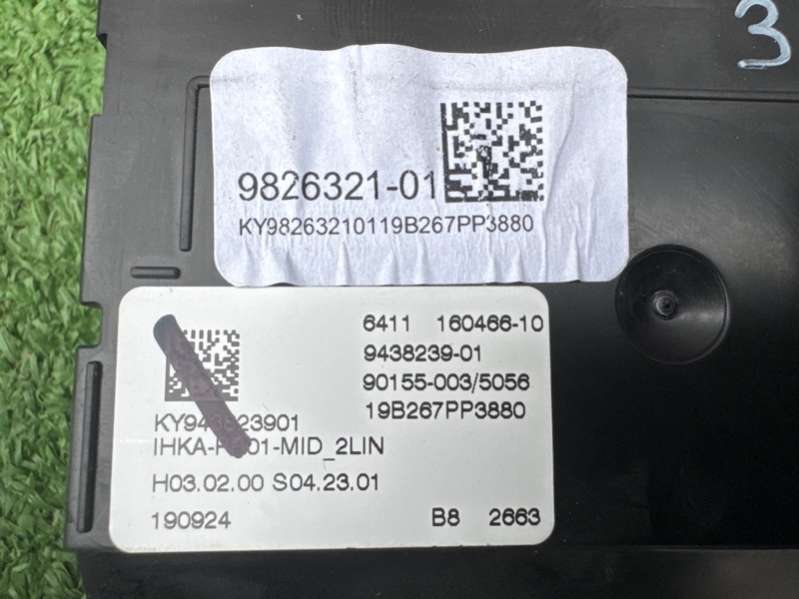 3
9826321-01
KY98263210119B267PP3880
6411 160466-10
9438239-01
90155-003/5056
19B267PP3880
-MID_2LIN
H03.02.00 S04.23.01
190924
B8 2663